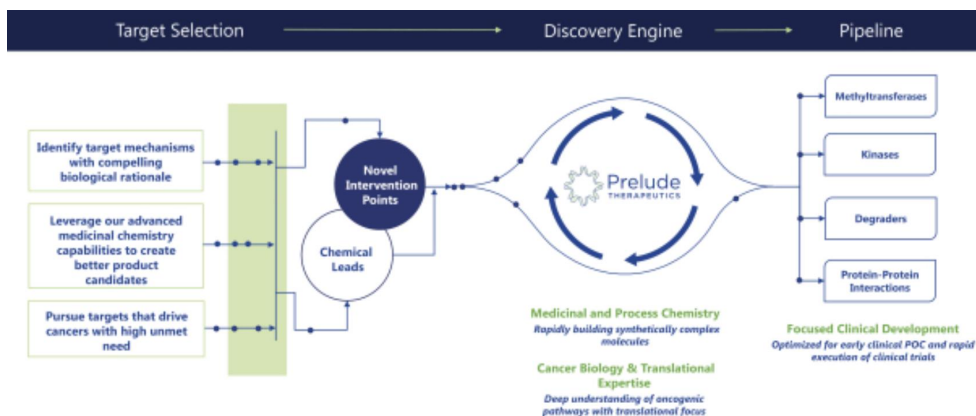 Target Selection
Discovery Engine
Pipeline
Identify target mechanisms
with compelling
biological rationale
Leverage our advanced
medicinal chemistry
capabilities to create
better product
candidates
Pursue targets that drive
cancers with high unmet
need
Novel
Intervention
Points
Chemical
Leads
Prelude
THERAPEUTICS
Medicinal and Process Chemistry
Rapidly building synthetically complex
molecules
Cancer Biology & Translational
Expertise
Deep understanding of oncogenic
pathways with translational focus
Methyltransferases
Kinases
Degraders
Protein-Protein
Interactions
Focused Clinical Development
Optimized for early clinical POC and rapid
execution of clinical trials